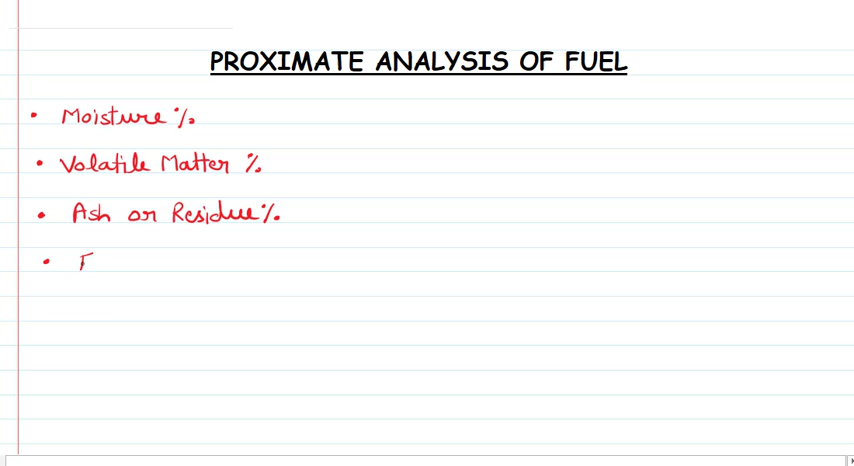 PROXIMATE ANALYSIS OF FUEL
• Moisture %
• Volatile Matter %
• Ash or Residue %
• F